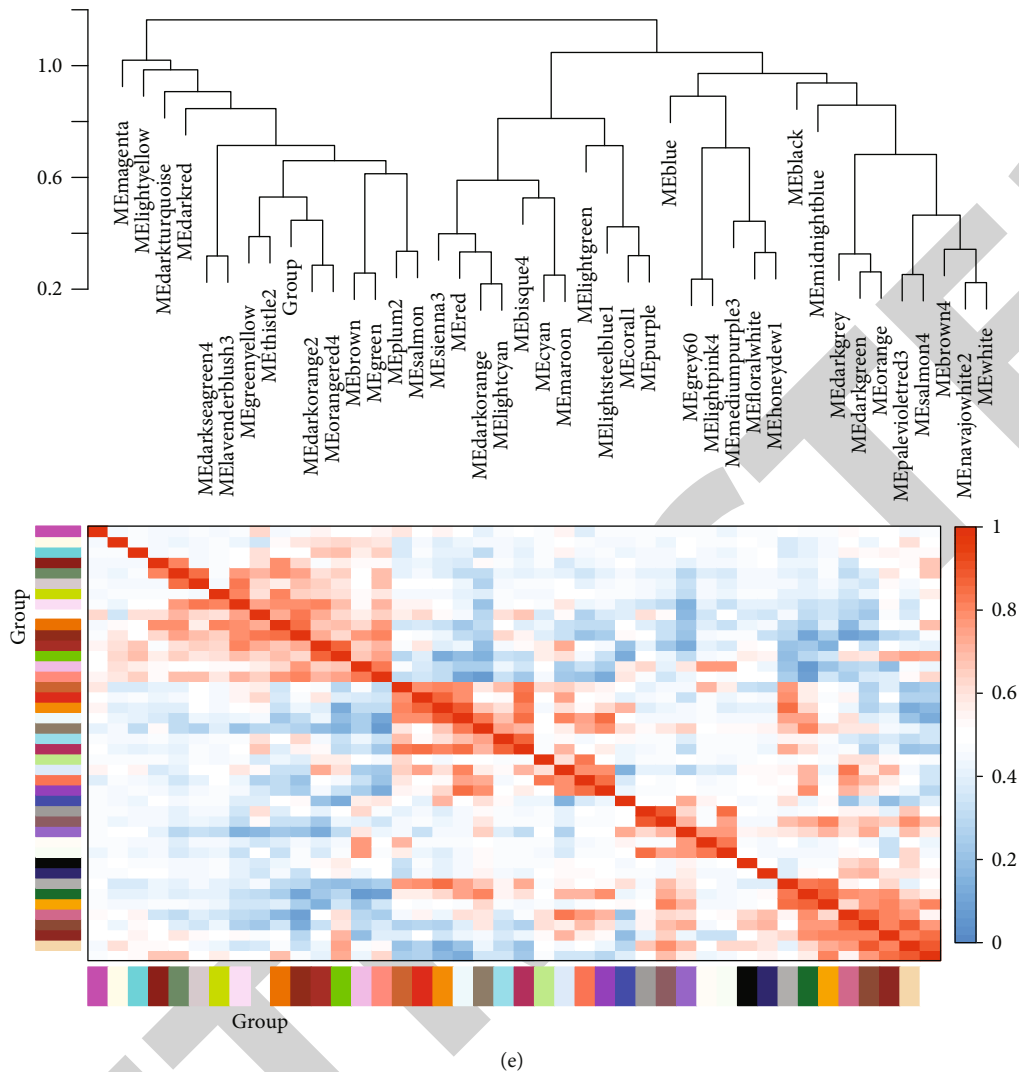 1.0
0.6
0.2
MEmagenta
MElightyellow
MEdarkturquoise
MEdarkred
MEdarkseagreen4
MElavenderblush3
MEgreenyellow
MEthistle2
Group
MEdarkorange2
MEorangered4
MEbrown
MEgreen
MEplum2
MEsalmon
MEsienna3
MEred
MEdarkorange
MElightcyan
MEbisque4
MEcyan
MEmaroon
MElightgreen
MElightsteelblue1
MEcorall1
MEpurple
MEblue
MEgrey60
MElightpink4
MEmediumpurple3
MEfloralwhite
MEhoneydew1
MEblack
MEmidnightblue
MEdarkgrey
MEdarkgreen
MEorange
MEpalevioletred3
MEsalmon4
MEbrown4
MEnavajowhite2
MEwhite
Group
1
0.8
0.6
0.4
0.2
0
Group
(e)